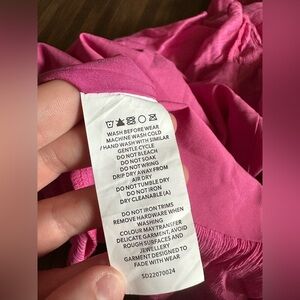 WASH BEFORE WEAR
MACHINE WASH COLD
/ HAND WASH WITH SIMILAR
GENTLE CYCLE
DO NOT BLEACH
DO NOT SOAK
DO NOT WRING
DRIP DRY AWAY FROM
AIR DRY
DO NOT TUMBLE DRY
DO NOT IRON
DRY CLEANABLE (A)
DO NOT IRON TRIMS
REMOVE HARDWARE WHEN
WASHING
COLOUR MAY TRANSFER
DELICATE GARMENT, AVOID
ROUGH SURFACES AND
JEWELLERY
GARMENT DESIGNED TO
FADE WITH WEAR
SD22070024